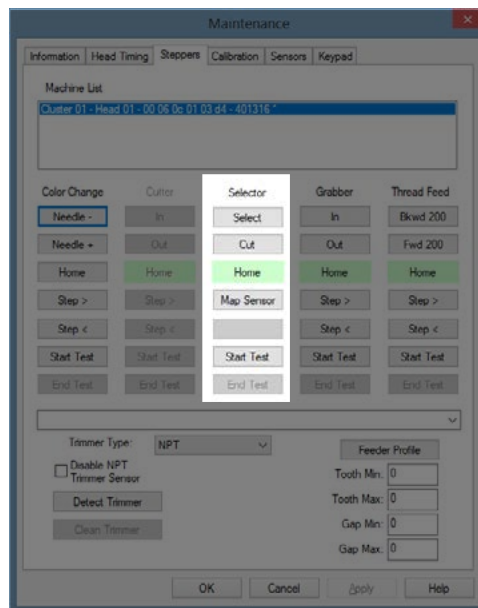 Maintenance
Information Head Timing Steppers Calibration Sensors Keypad
Machine List
Cluster 01 - Head 01 - 00 06 0c 01 03 d4 - 401316 *
Color Change Cutter Selector Grabber Thread Feed
Needle - In Select In Bkwd 200
Needle + Out Cut Out Fwd 200
Home Home Home Home Home
Step > Step > Map Sensor Step > Step >
Step < Step < Step < Step <
Start Test Start Test Start Test Start Test Start Test
End Test End Test End Test End Test End Test
Trimmer Type: NPT Feeder Profile
Disable NPT
Trimmer Sensor
Tooth Min: 0
Detect Trimmer Tooth Max: 0
Clean Trimmer Gap Min: 0
Gap Max: 0
OK Cancel Apply Help